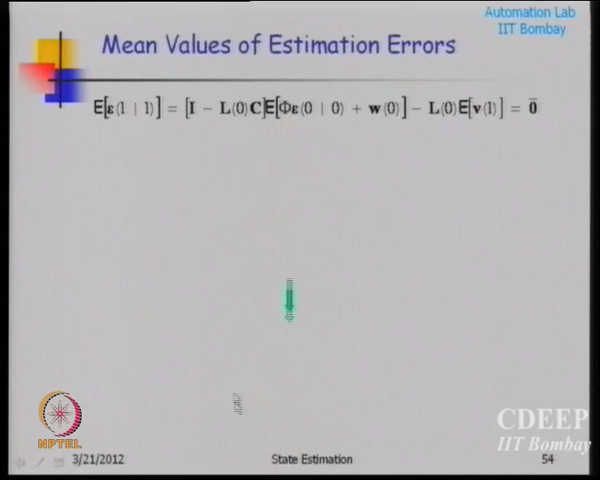 Automation Lab
IIT Bombay
Mean Values of Estimation Errors
E[ε(1 | 1)] = [I − L(0)C]E[Φε(0 | 0) + w(0)] − L(0)E[v(1)] = 0̅
NPTEL
CDEEP
IIT Bombay
3/21/2012
State Estimation
54